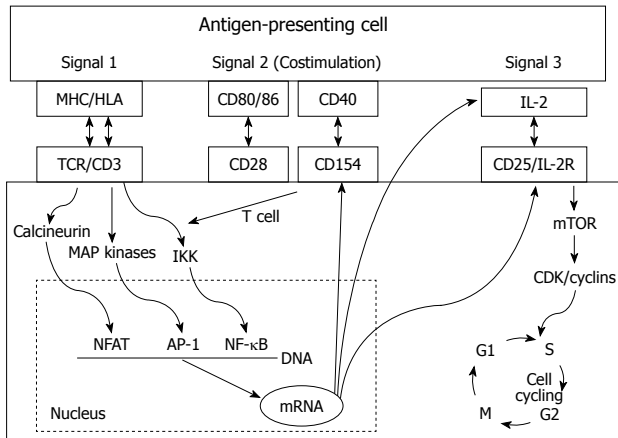 Antigen-presenting cell
Signal 1
Signal 2 (Costimulation)
Signal 3
MHC/HLA
CD80/86
CD40
IL-2
TCR/CD3
CD28
CD154
CD25/IL-2R
T cell
Calcineurin
MAP kinases
IKK
mTOR
CDK/cyclins
NFAT
AP-1
NF-κB
DNA
mRNA
Nucleus
G1
S
Cell
cycling
M
G2